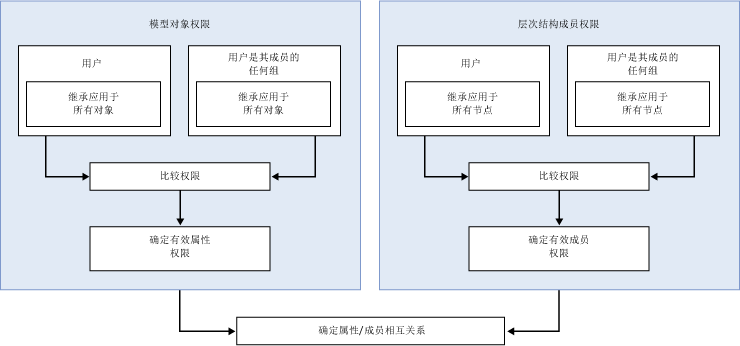 模型对象权限
用户
继承应用于
所有对象
用户是其成员的
任何组
继承应用于
所有对象
比较权限
确定有效属性
权限
层次结构成员权限
用户
继承应用于
所有节点
用户是其成员的
任何组
继承应用于
所有节点
比较权限
确定有效成员
权限
确定属性/成员相互关系